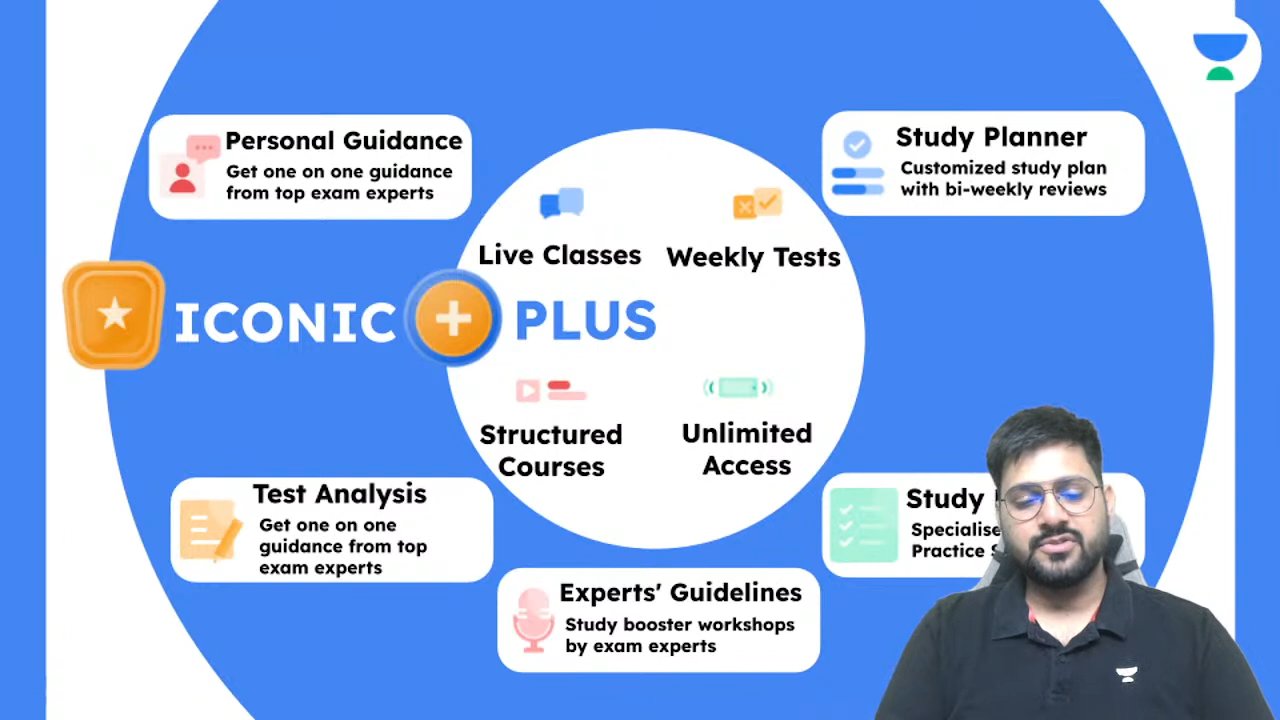 Personal Guidance
Get one on one guidance
from top exam experts
Study Planner
Customized study plan
with bi-weekly reviews
Live Classes
Weekly Tests
ICONIC
PLUS
Structured
Courses
Unlimited
Access
Test Analysis
Get one on one
guidance from top
exam experts
Study
Practice
Experts' Guidelines
Study booster workshops
by exam experts